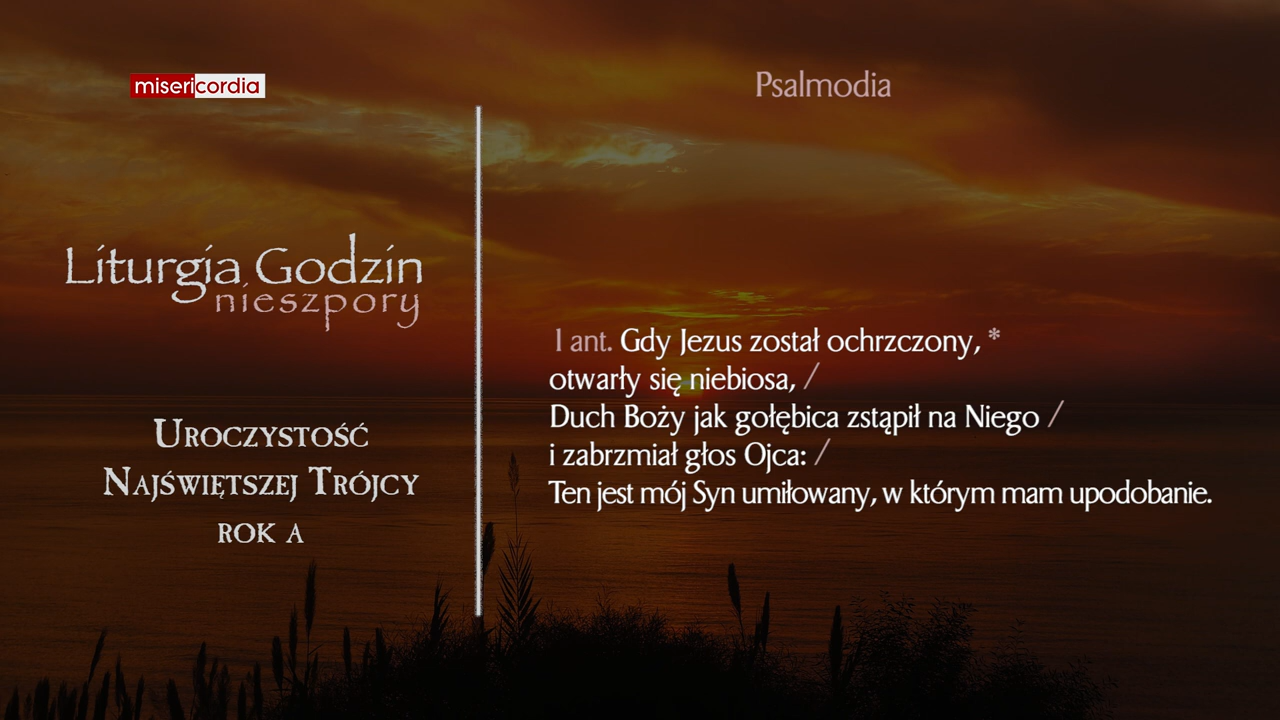 misericordia
Psalmodia
Liturgia Godzin
nieszpory
Uroczystość
Najświętszej Trójcy
rok A
1 ant. Gdy Jezus został ochrzczony, *
otwarły się niebiosa, /
Duch Boży jak gołębica zstąpił na Niego /
i zabrzmiał głos Ojca: /
Ten jest mój Syn umiłowany, w którym mam upodobanie.